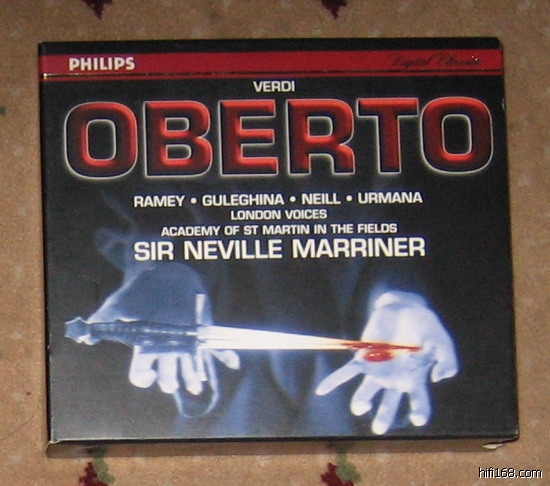 PHILIPS
Digital Classics
VERDI
OBERTO
RAMEY • GULEGHINA • NEILL • URMANA
LONDON VOICES
ACADEMY OF ST MARTIN IN THE FIELDS
SIR NEVILLE MARRINER
hifi168.com